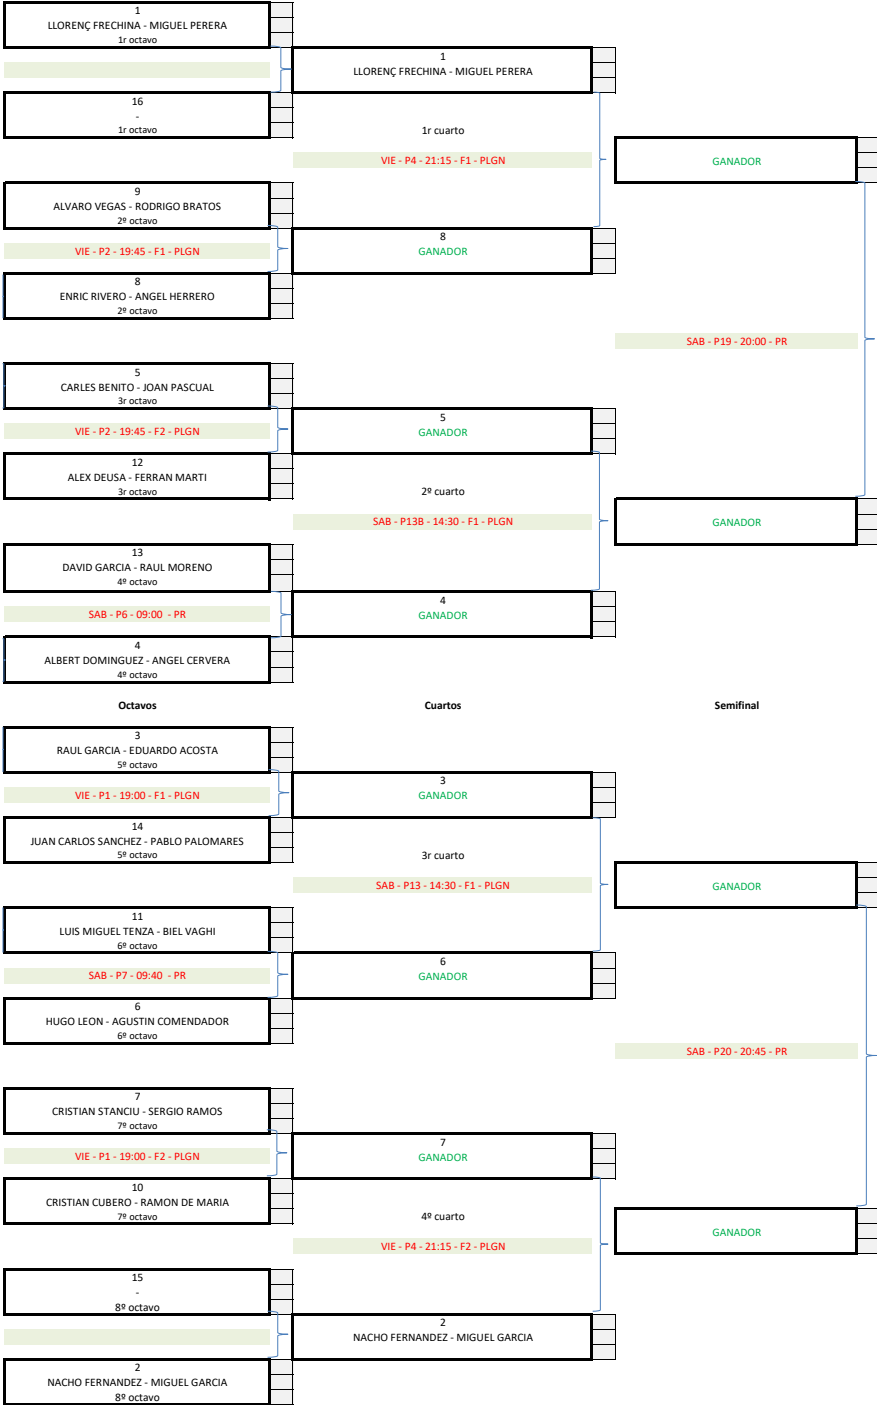 1
LLORENÇ FRECHINA - MIGUEL PERERA
1r octavo
16
-
1r octavo
9
ALVARO VEGAS - RODRIGO BRATOS
2º octavo
VIE - P2 - 19:45 - F1 - PLGN
8
ENRIC RIVERO - ANGEL HERRERO
2º octavo
5
CARLES BENITO - JOAN PASCUAL
3r octavo
VIE - P2 - 19:45 - F2 - PLGN
12
ALEX DEUSA - FERRAN MARTI
3r octavo
13
DAVID GARCIA - RAUL MORENO
4º octavo
SAB - P6 - 09:00 - PR
4
ALBERT DOMINGUEZ - ANGEL CERVERA
4º octavo
1
LLORENÇ FRECHINA - MIGUEL PERERA
1r cuarto
VIE - P4 - 21:15 - F1 - PLGN
8
GANADOR
5
GANADOR
2º cuarto
SAB - P13B - 14:30 - F1 - PLGN
4
GANADOR
GANADOR
SAB - P19 - 20:00 - PR
GANADOR
Octavos
Cuartos
Semifinal
3
RAUL GARCIA - EDUARDO ACOSTA
5º octavo
VIE - P1 - 19:00 - F1 - PLGN
14
JUAN CARLOS SANCHEZ - PABLO PALOMARES
5º octavo
11
LUIS MIGUEL TENZA - BIEL VAGHI
6º octavo
SAB - P7 - 09:40 - PR
6
HUGO LEON - AGUSTIN COMENDADOR
6º octavo
7
CRISTIAN STANCIU - SERGIO RAMOS
7º octavo
VIE - P1 - 19:00 - F2 - PLGN
10
CRISTIAN CUBERO - RAMON DE MARIA
7º octavo
15
-
8º octavo
2
NACHO FERNANDEZ - MIGUEL GARCIA
8º octavo
3
GANADOR
3r cuarto
SAB - P13 - 14:30 - F1 - PLGN
6
GANADOR
7
GANADOR
4º cuarto
VIE - P4 - 21:15 - F2 - PLGN
2
NACHO FERNANDEZ - MIGUEL GARCIA
GANADOR
SAB - P20 - 20:45 - PR
GANADOR